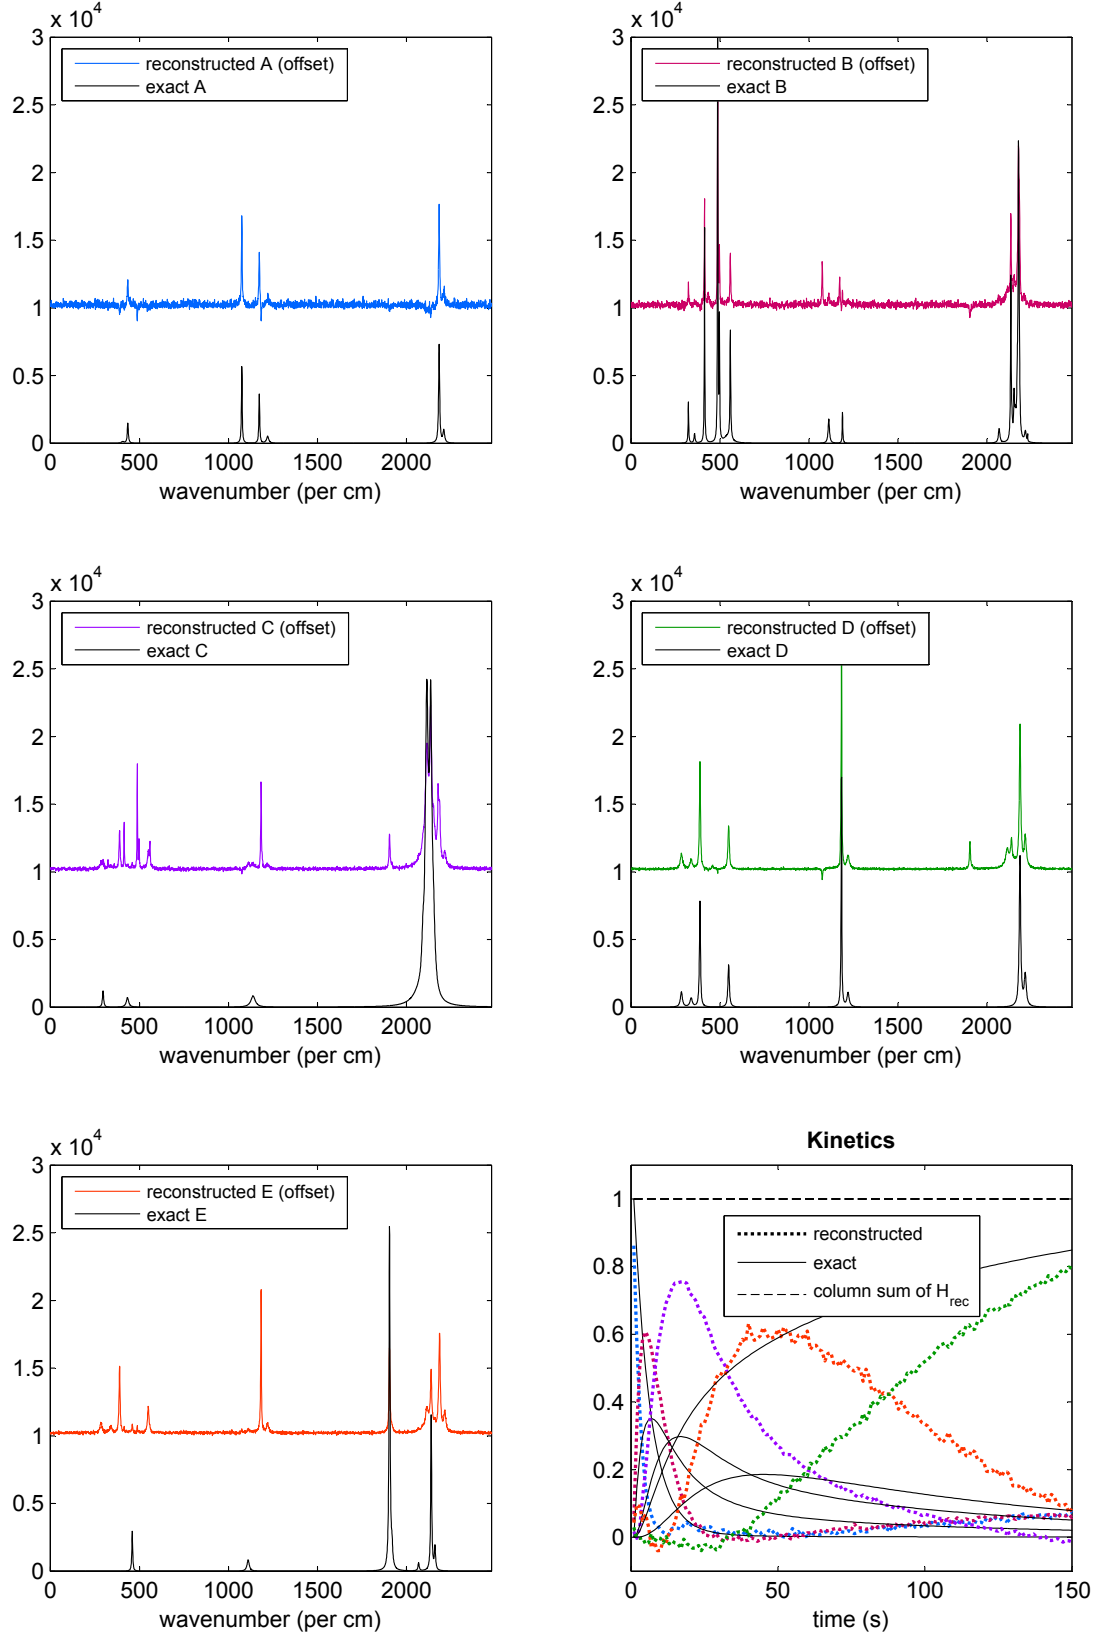 x 10^4
3
2.5
2
1.5
1
0.5
0
reconstructed A (offset)
exact A
0 500 1000 1500 2000
wavenumber (per cm)
x 10^4
3
2.5
2
1.5
1
0.5
0
reconstructed B (offset)
exact B
0 500 1000 1500 2000
wavenumber (per cm)
x 10^4
3
2.5
2
1.5
1
0.5
0
reconstructed C (offset)
exact C
0 500 1000 1500 2000
wavenumber (per cm)
x 10^4
3
2.5
2
1.5
1
0.5
0
reconstructed D (offset)
exact D
0 500 1000 1500 2000
wavenumber (per cm)
x 10^4
3
2.5
2
1.5
1
0.5
0
reconstructed E (offset)
exact E
0 500 1000 1500 2000
wavenumber (per cm)
Kinetics
1
0.8
0.6
0.4
0.2
0
reconstructed
exact
column sum of H_rec
0 50 100 150
time (s)